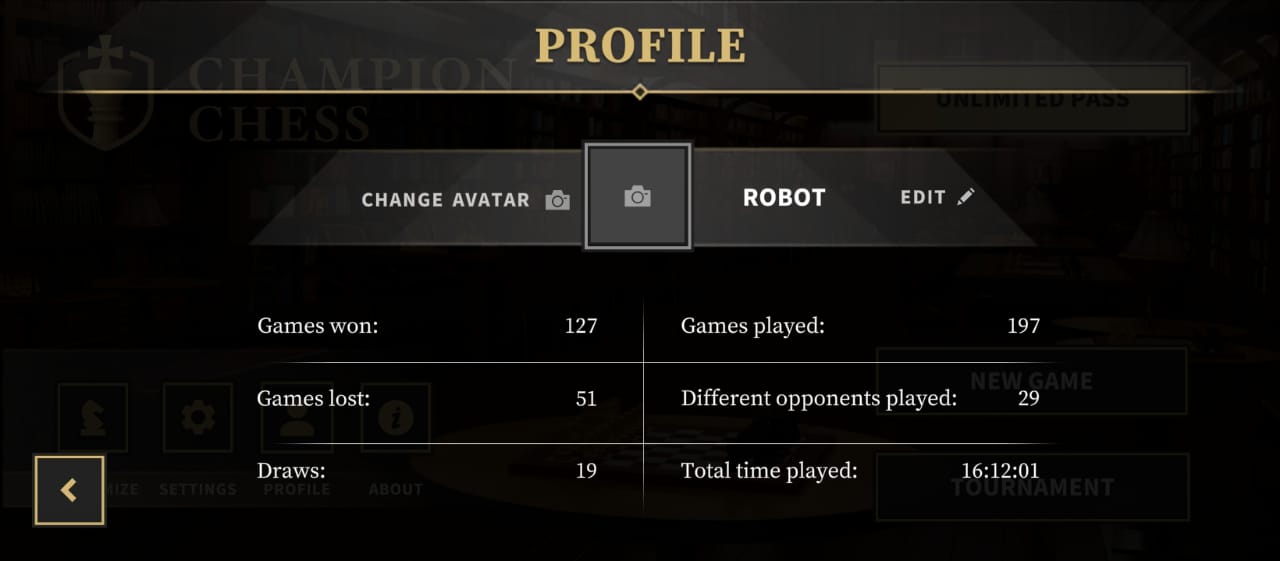 PROFILE
CHAMPION
CHESS
UNLIMITED PASS
CHANGE AVATAR
ROBOT
EDIT
Games won: 127
Games played: 197
Games lost: 51
Different opponents played: 29
NEW GAME
Draws: 19
Total time played: 16:12:01
SETTINGS
PROFILE
ABOUT
TOURNAMENT